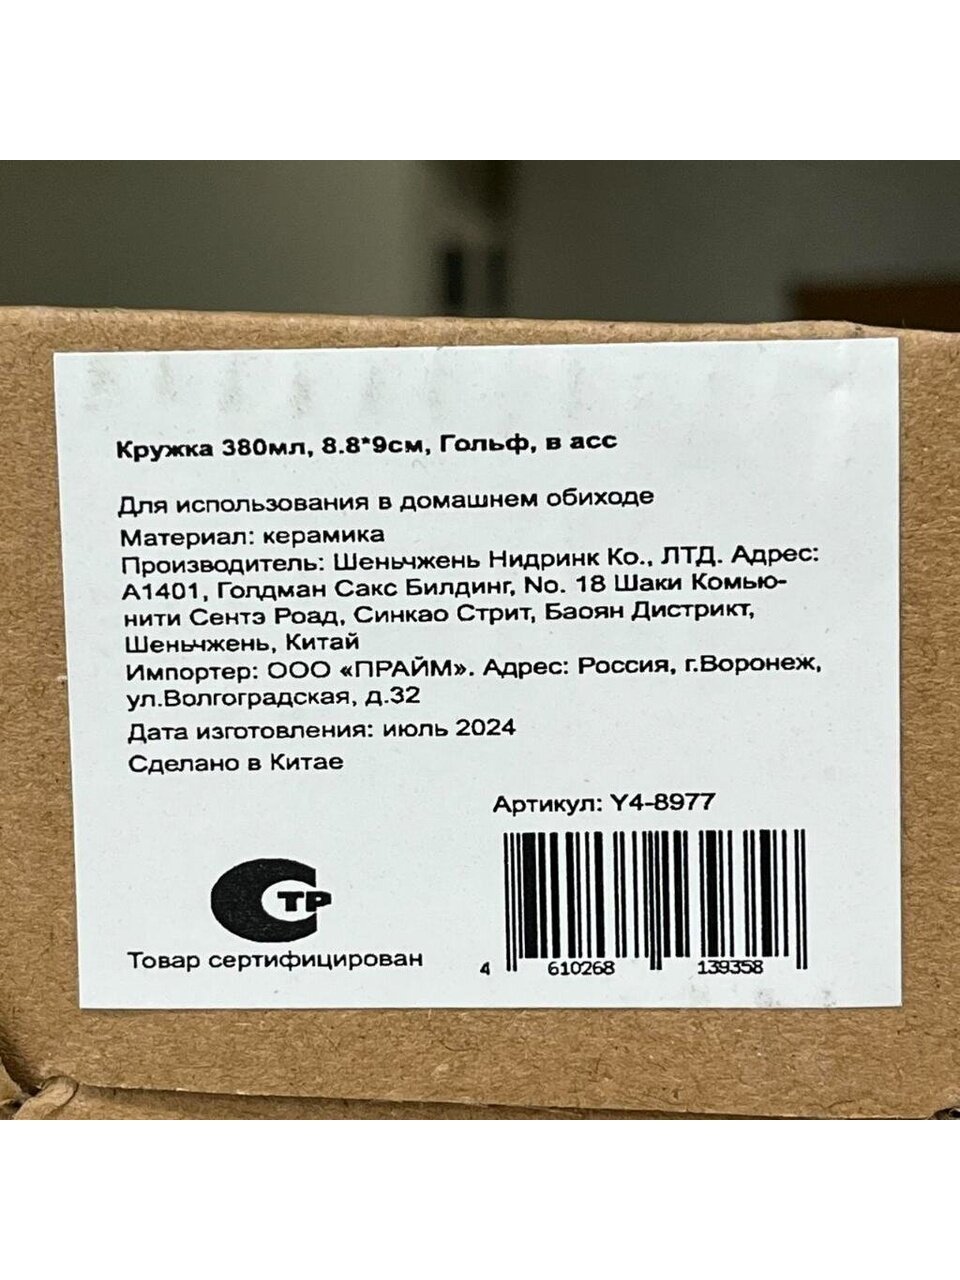 Кружка 380мл, 8.8*9см, Гольф, в асс
Для использования в домашнем обиходе
Материал: керамика
Производитель: Шеньчжень Нидринк Ко., ЛТД. Адрес:
А1401, Голдман Сакс Билдинг, No. 18 Шаки Комью-
нити Сентэ Роад, Синкао Стрит, Баоян Дистрикт,
Шеньчжень, Китай
Импортер: ООО «ПРАЙМ». Адрес: Россия, г.Воронеж,
ул.Волгоградская, д.32
Дата изготовления: июль 2024
Сделано в Китае
Артикул: Y4-8977
СТР
Товар сертифицирован
4 610268 139358